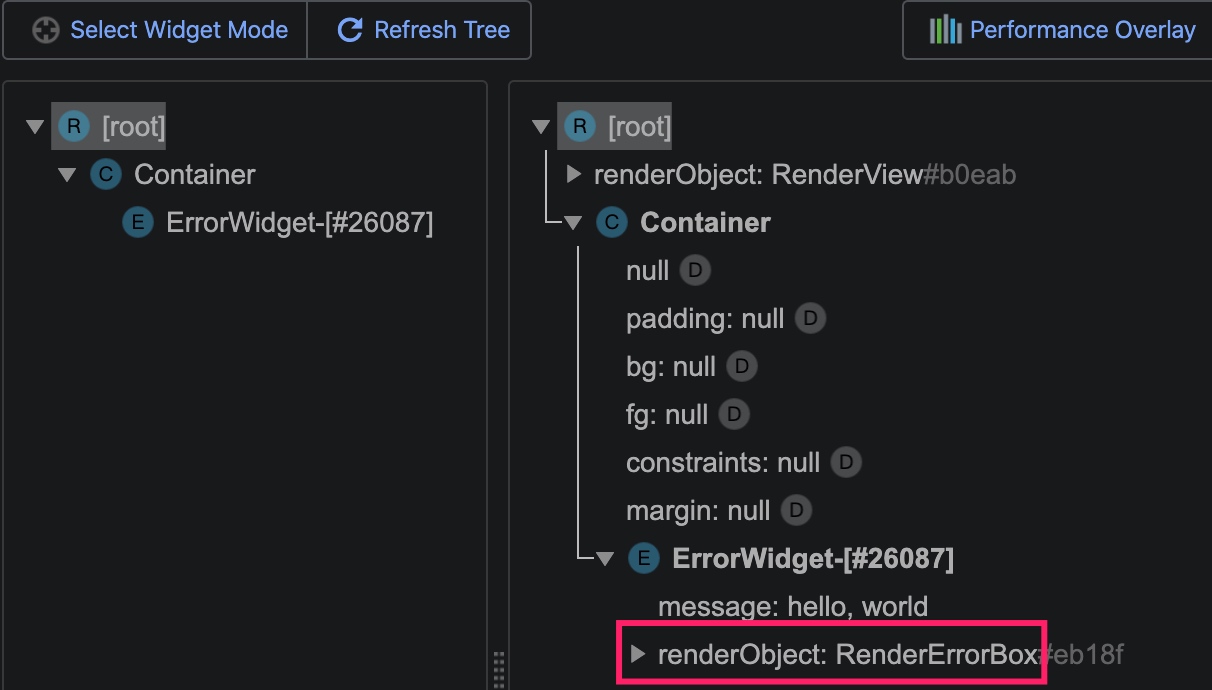 Select Widget Mode
Refresh Tree
Performance Overlay
R [root]
C Container
E ErrorWidget-[#26087]
R [root]
renderObject: RenderView#b0eab
C Container
null D
padding: null D
bg: null D
fg: null D
constraints: null D
margin: null D
E ErrorWidget-[#26087]
message: hello, world
renderObject: RenderErrorBox#eb18f